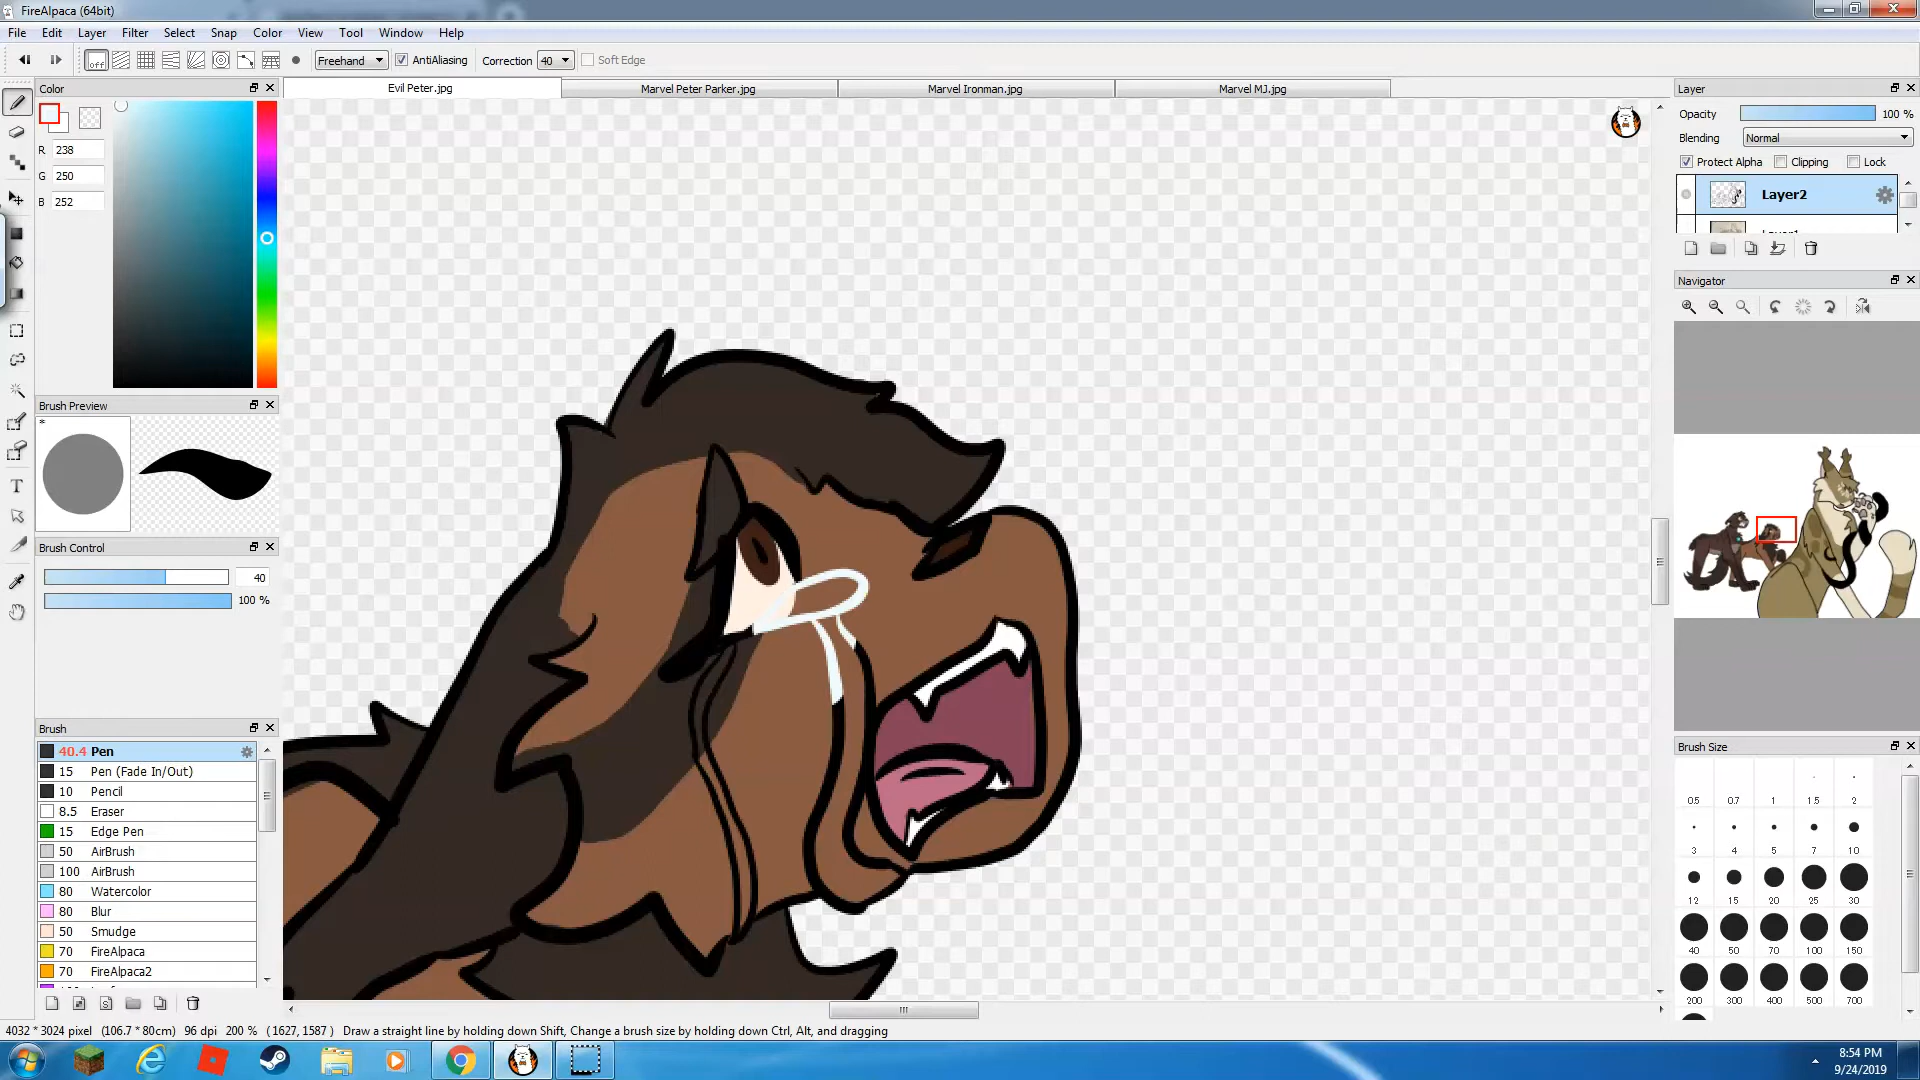 FireAlpaca (64bit)
File Edit Layer Filter Select Snap Color View Tool Window Help
off Freehand AntiAliasing Correction 40 Soft Edge
Color
R 238
G 250
B 252
Brush Preview
*
Brush Control
40
100 %
Brush
40.4 Pen
15 Pen (Fade In/Out)
10 Pencil
8.5 Eraser
15 Edge Pen
50 AirBrush
100 AirBrush
80 Watercolor
80 Blur
50 Smudge
70 FireAlpaca
70 FireAlpaca2
T
Evil Peter.jpg Marvel Peter Parker.jpg Marvel Ironman.jpg Marvel MJ.jpg
Layer
Opacity 100 %
Blending Normal
Protect Alpha Clipping Lock
Layer2
Navigator
Brush Size
0.5 0.7 1 1.5 2
3 4 5 7 10
12 15 20 25 30
40 50 70 100 150
200 300 400 500 700
4032 * 3024 pixel (106.7 * 80cm) 96 dpi 200 % ( 1627, 1587 ) Draw a straight line by holding down Shift, Change a brush size by holding down Ctrl, Alt, and dragging
8:54 PM
9/24/2019